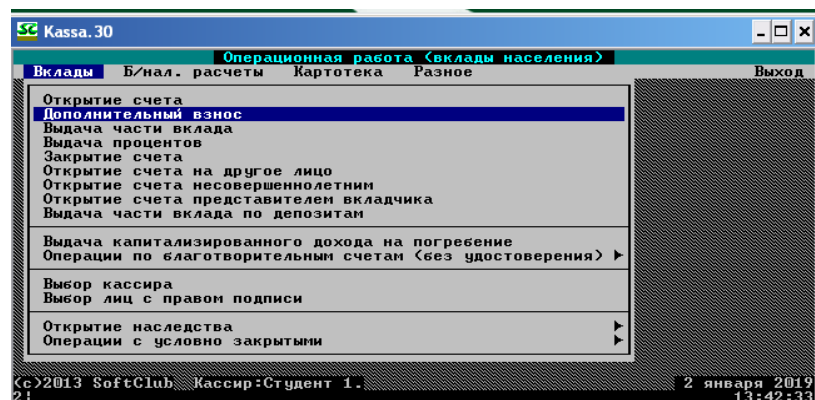 SC Kassa.30
Операционная работа (вклады населения)
Вклады Б/нал. расчеты Картотека Разное Выход
Открытие счета
Дополнительный взнос
Выдача части вклада
Выдача процентов
Закрытие счета
Открытие счета на другое лицо
Открытие счета несовершеннолетним
Открытие счета представителем вкладчика
Выдача части вклада по депозитам
Выдача капитализированного дохода на погребение
Операции по благотворительным счетам (без удостоверения)
Выбор кассира
Выбор лиц с правом подписи
Открытие наследства
Операции с условно закрытыми
(c)2013 SoftClub Кассир:Студент 1. 2 января 2019
2¦ 13:42:33